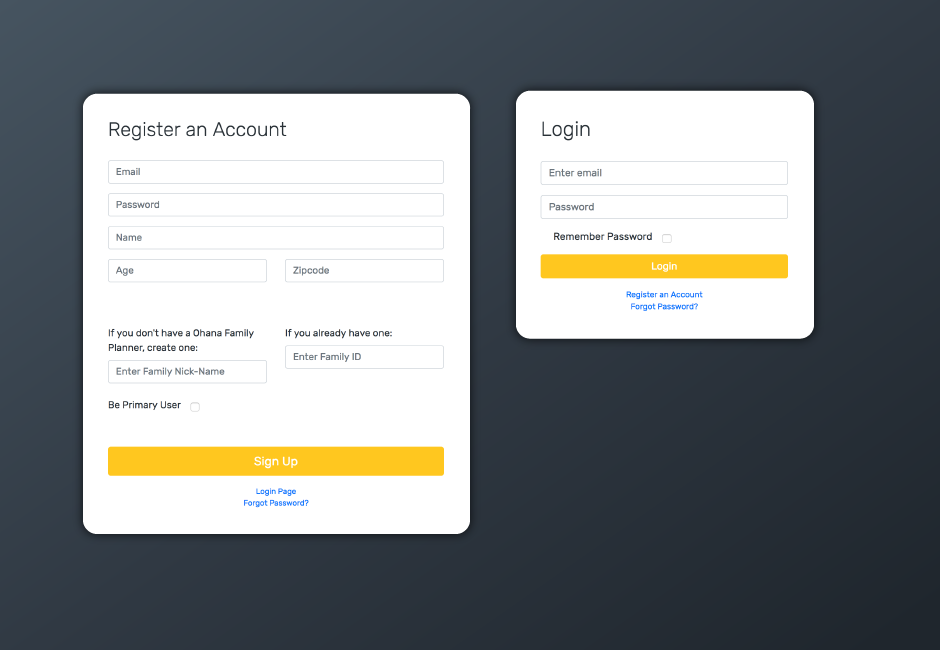 Register an Account
Email
Password
Name
Age
Zipcode
If you don't have a Ohana Family
Planner, create one:
Enter Family Nick-Name
If you already have one:
Enter Family ID
Be Primary User
Sign Up
Login Page
Forgot Password?
Login
Enter email
Password
Remember Password
Login
Register an Account
Forgot Password?